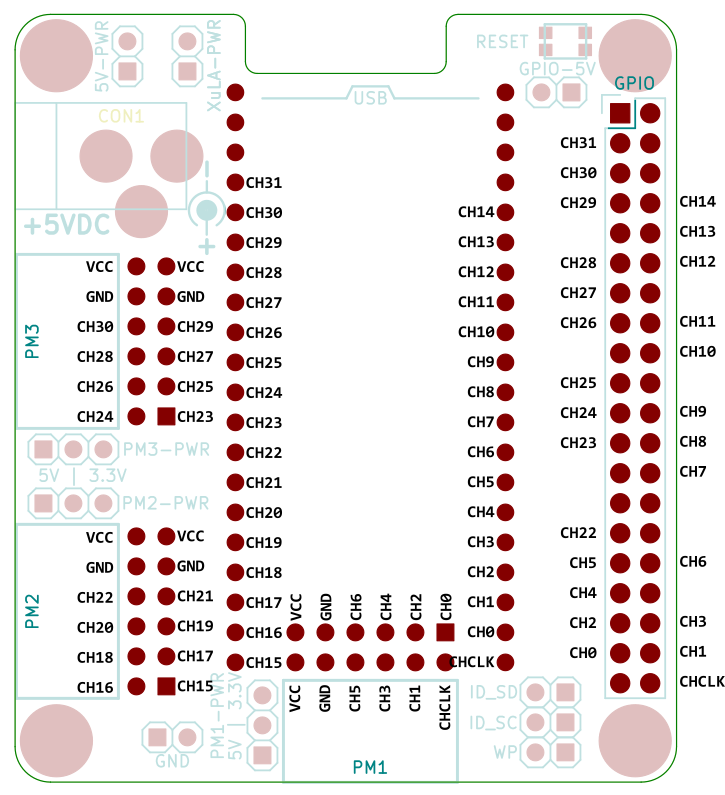 5V-PWR
XuLA-PWR
RESET
GPIO-5V
USB
CON1
GPIO
+5VDC
-
+
CH31
CH30
CH29
CH28
CH27
CH26
CH25
CH24
CH23
CH22
CH21
CH20
CH19
CH18
CH17
CH16
CH15
CH14
CH13
CH12
CH11
CH10
CH9
CH8
CH7
CH6
CH5
CH4
CH3
CH2
CH1
CH0
CHCLK
CH31
CH30
CH29 CH14
CH13
CH28 CH12
CH27
CH26 CH11
CH10
CH25
CH24 CH9
CH23 CH8
CH7
CH22
CH5 CH6
CH4
CH2 CH3
CH0 CH1
CHCLK
PM3
VCC VCC
GND GND
CH30 CH29
CH28 CH27
CH26 CH25
CH24 CH23
PM3-PWR
5V | 3.3V
PM2-PWR
PM2
VCC VCC
GND GND
CH22 CH21
CH20 CH19
CH18 CH17
CH16 CH15
GND
PM1-PWR
5V | 3.3V
VCC GND CH6 CH4 CH2 CH0
VCC GND CH5 CH3 CH1 CHCLK
PM1
ID_SD
ID_SC
WP